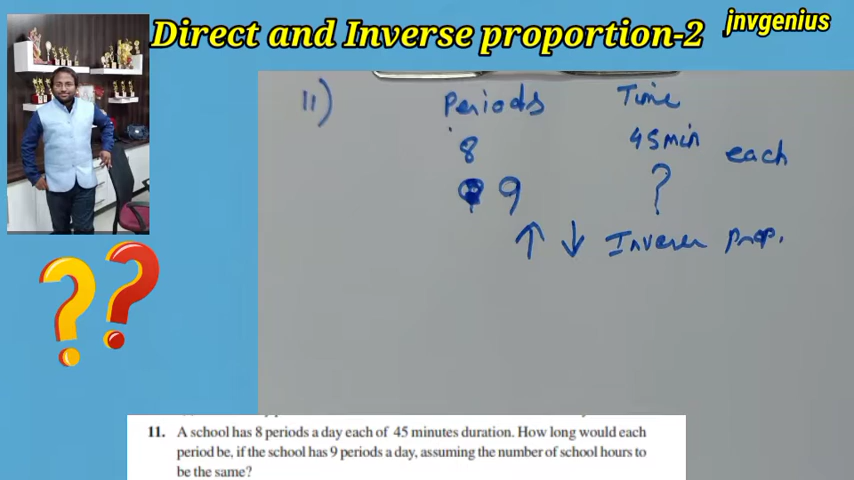 Direct and Inverse proportion-2
jnvgenius
11) Periods Time
8 45min each
9 ?
↑ ↓ Inverse prop.
11. A school has 8 periods a day each of 45 minutes duration. How long would each
period be, if the school has 9 periods a day, assuming the number of school hours to
be the same?